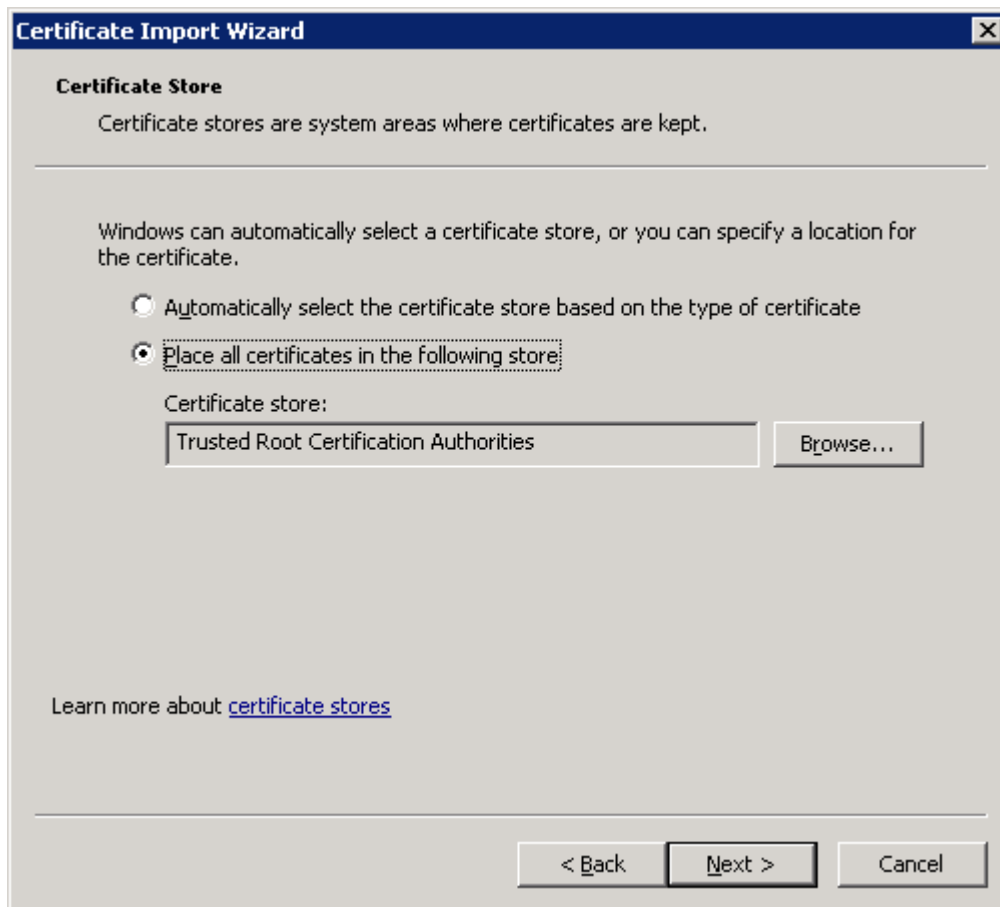 Certificate Import Wizard
Certificate Store
Certificate stores are system areas where certificates are kept.
Windows can automatically select a certificate store, or you can specify a location for
the certificate.
Automatically select the certificate store based on the type of certificate
Place all certificates in the following store
Certificate store:
Trusted Root Certification Authorities
Browse...
Learn more about certificate stores
< Back
Next >
Cancel